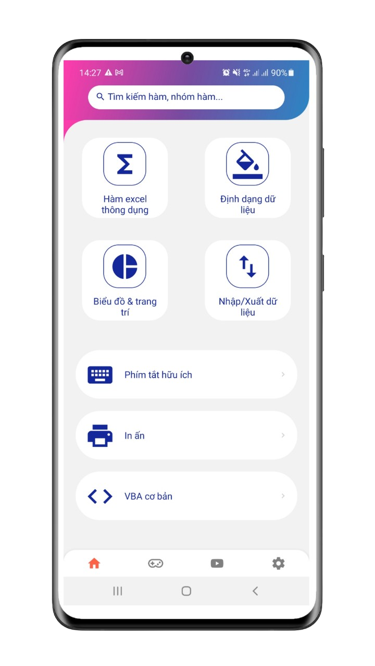 14:27
90%
Tìm kiếm hàm, nhóm hàm...
Hàm excel
thông dụng
Định dạng dữ
liệu
Biểu đồ & trang
trí
Nhập/Xuất dữ
liệu
Phím tắt hữu ích
In ấn
VBA cơ bản